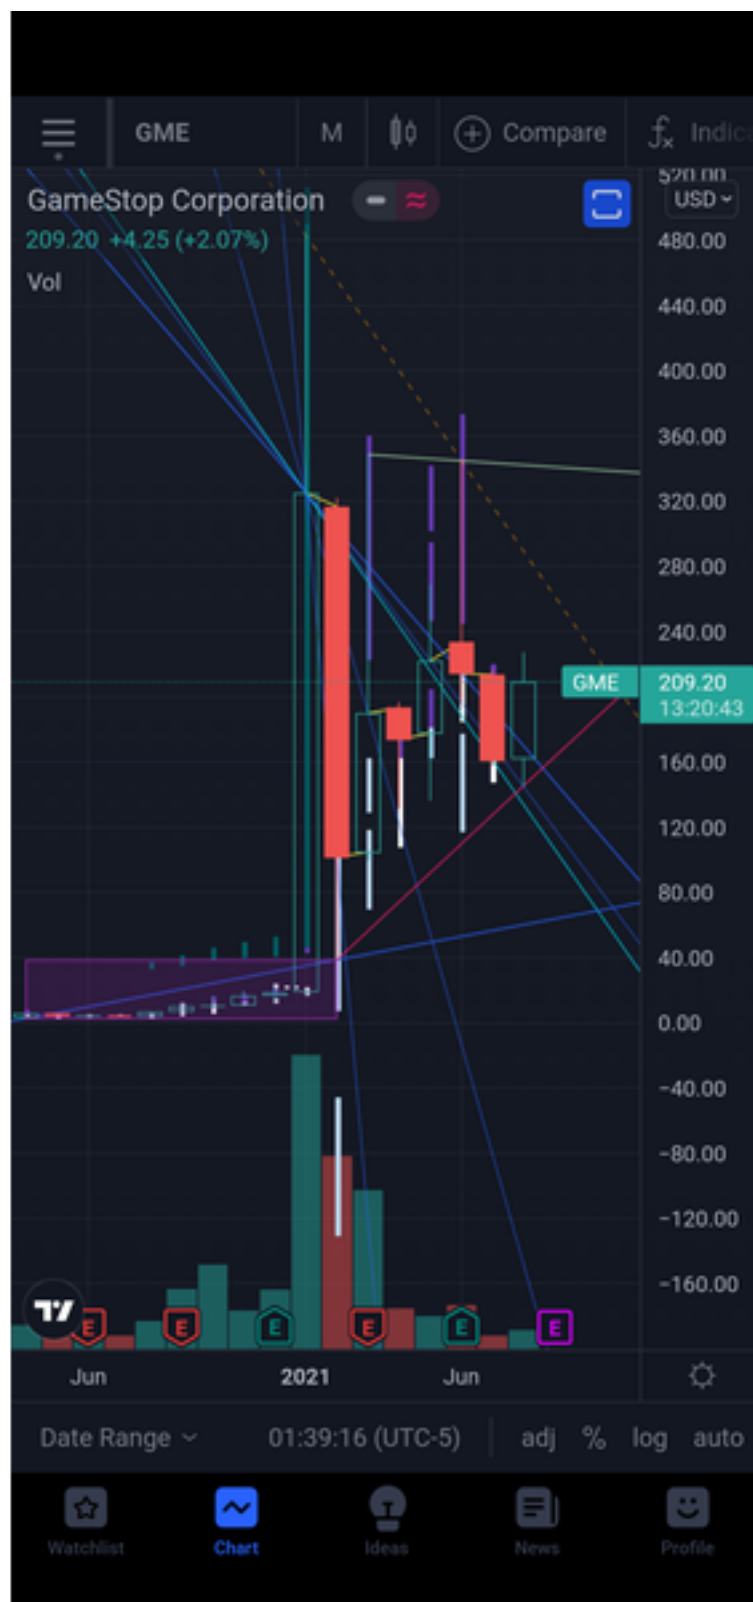 GME M Compare Indic
520.00
GameStop Corporation
USD
209.20 +4.25 (+2.07%)
480.00
Vol
440.00
400.00
360.00
320.00
280.00
240.00
GME 209.20
13:20:43
160.00
120.00
80.00
40.00
0.00
−40.00
−80.00
−120.00
−160.00
E E E E E E
Jun 2021 Jun
Date Range 01:39:16 (UTC-5) adj % log auto
Watchlist Chart Ideas News Profile